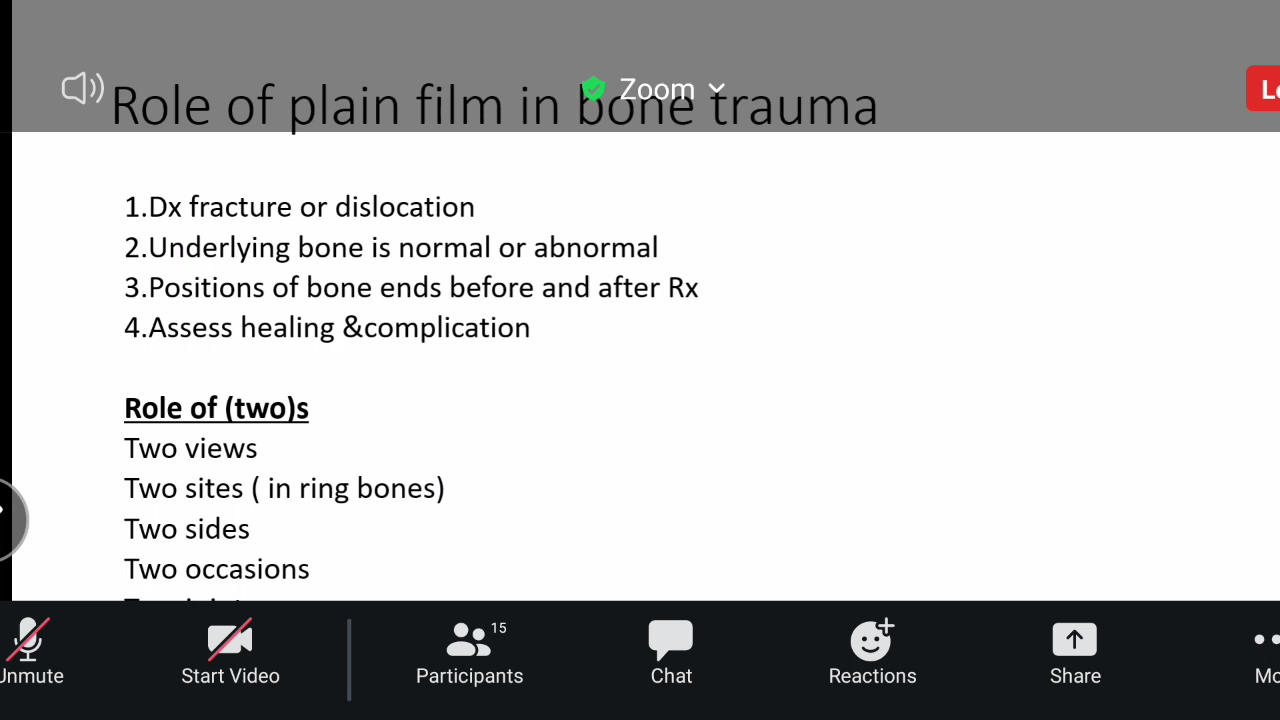 Zoom
Role of plain film in bone trauma
1.Dx fracture or dislocation
2.Underlying bone is normal or abnormal
3.Positions of bone ends before and after Rx
4.Assess healing &complication
Role of (two)s
Two views
Two sites ( in ring bones)
Two sides
Two occasions
Unmute
Start Video
15
Participants
Chat
Reactions
Share